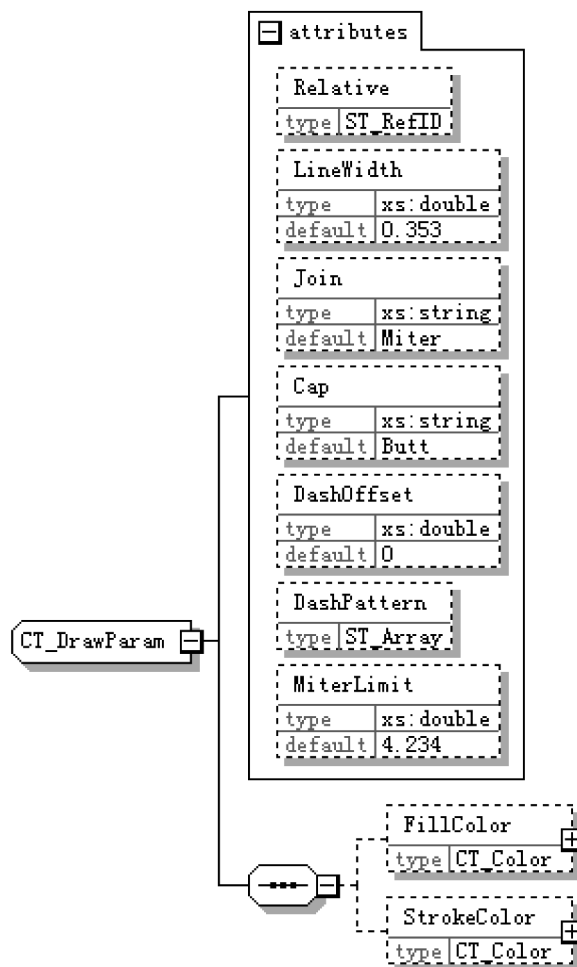 attributes
Relative
type ST_RefID
LineWidth
type xs:double
default 0.353
Join
type xs:string
default Miter
Cap
type xs:string
default Butt
DashOffset
type xs:double
default 0
DashPattern
type ST_Array
CT_DrawParam
MiterLimit
type xs:double
default 4.234
FillColor
type CT_Color
StrokeColor
type CT_Color